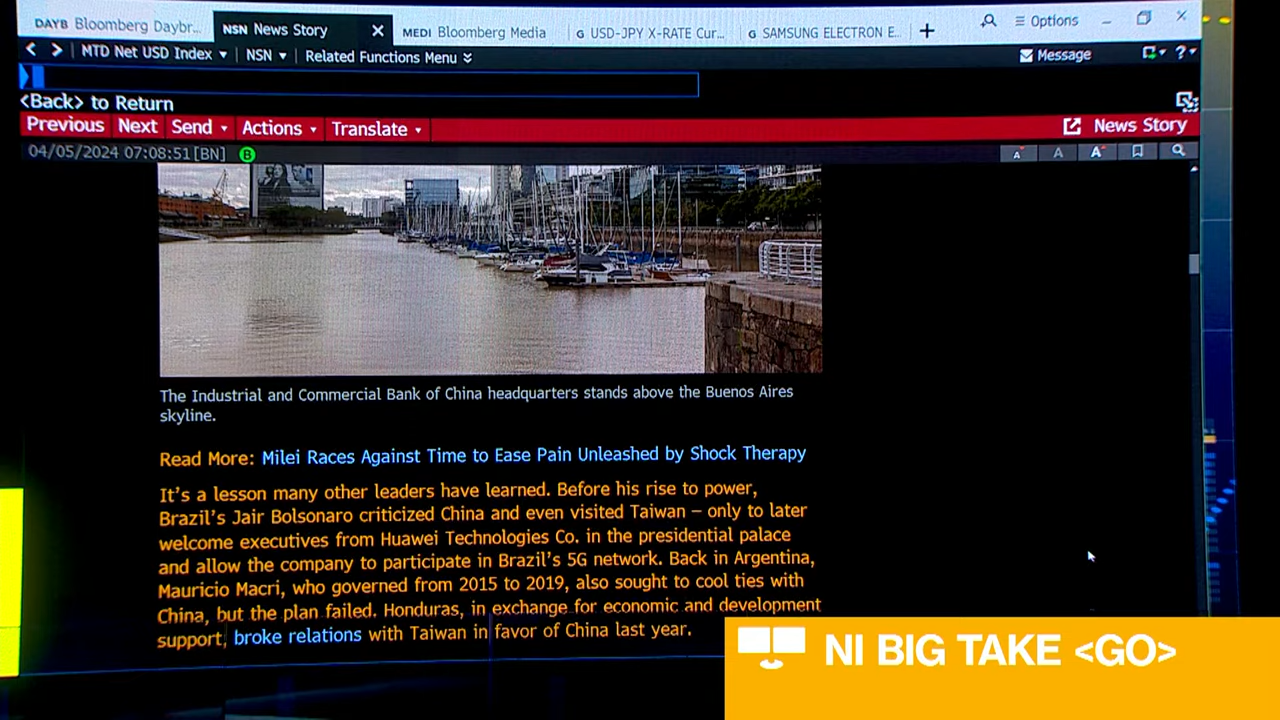 DAYB Bloomberg Daybr...
NSN News Story
MEDI Bloomberg Media
G USD-JPY X-RATE Cur...
G SAMSUNG ELECTRON E...
Options
MTD Net USD Index
NSN
Related Functions Menu
Message
?
<Back> to Return
Previous
Next
Send
Actions
Translate
News Story
04/05/2024 07:08:51[BN]
B
A
A
A
The Industrial and Commercial Bank of China headquarters stands above the Buenos Aires
skyline.
Read More: Milei Races Against Time to Ease Pain Unleashed by Shock Therapy
It's a lesson many other leaders have learned. Before his rise to power,
Brazil's Jair Bolsonaro criticized China and even visited Taiwan — only to later
welcome executives from Huawei Technologies Co. in the presidential palace
and allow the company to participate in Brazil's 5G network. Back in Argentina,
Mauricio Macri, who governed from 2015 to 2019, also sought to cool ties with
China, but the plan failed. Honduras, in exchange for economic and development
support, broke relations with Taiwan in favor of China last year.
NI BIG TAKE <GO>